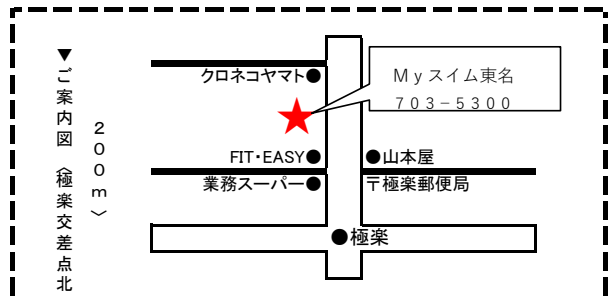 ▼ご案内図〈極楽交差点北
200m〉
クロネコヤマト●
Myスイム東名
703-5300
FIT・EASY●
●山本屋
業務スーパー●
〒極楽郵便局
●極楽